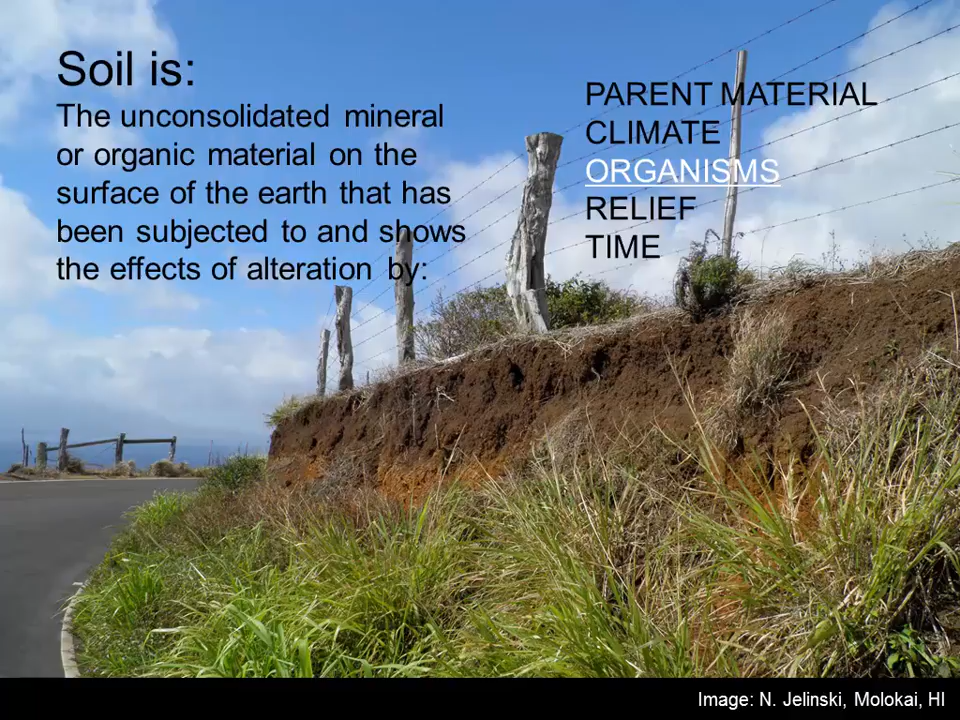 Soil is:
The unconsolidated mineral
or organic material on the
surface of the earth that has
been subjected to and shows
the effects of alteration by:
PARENT MATERIAL
CLIMATE
ORGANISMS
RELIEF
TIME
Image: N. Jelinski, Molokai, HI